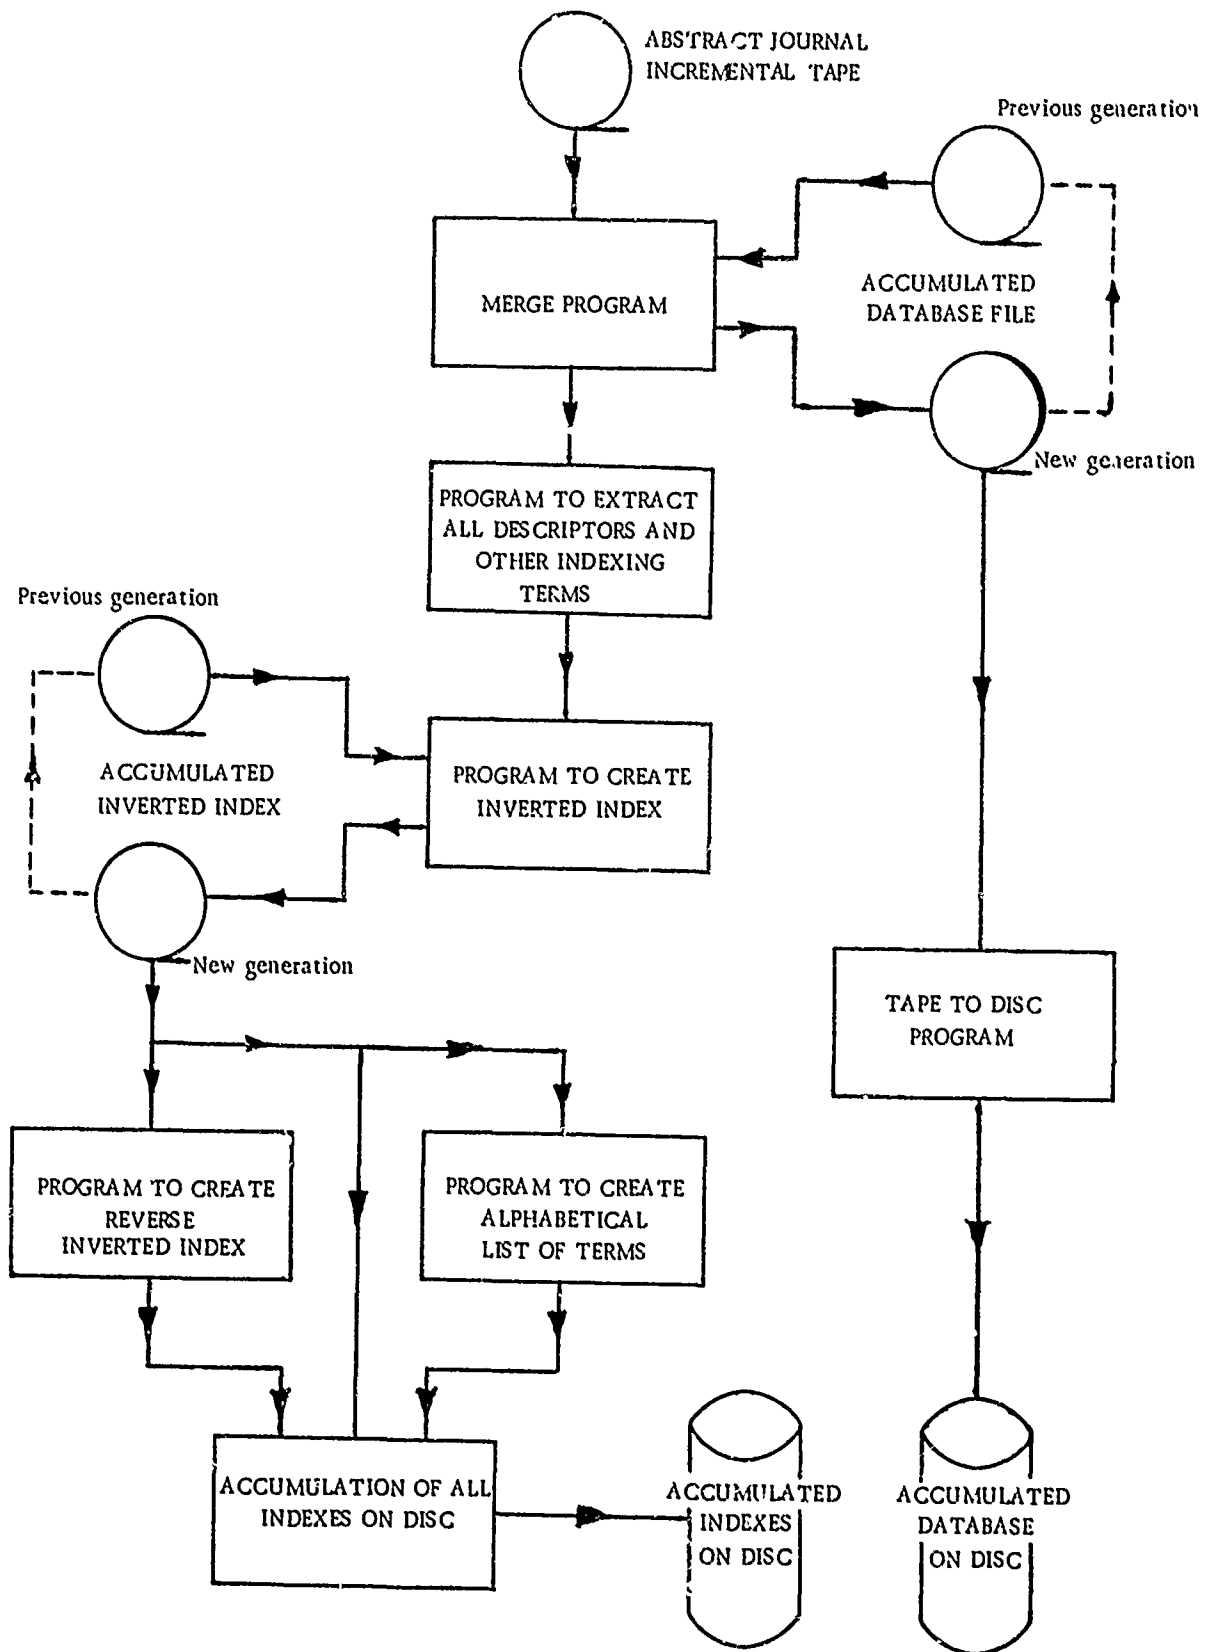 ABSTRACT JOURNAL
INCREMENTAL TAPE
Previous generation
ACCUMULATED
DATABASE FILE
MERGE PROGRAM
New generation
PROGRAM TO EXTRACT
ALL DESCRIPTORS AND
OTHER INDEXING
TERMS
Previous generation
ACCUMULATED
INVERTED INDEX
PROGRAM TO CREATE
INVERTED INDEX
New generation
TAPE TO DISC
PROGRAM
PROGRAM TO CREATE
REVERSE
INVERTED INDEX
PROGRAM TO CREATE
ALPHABETICAL
LIST OF TERMS
ACCUMULATION OF ALL
INDEXES ON DISC
ACCUMULATED
INDEXES
ON DISC
ACCUMULATED
DATABASE
ON DISC